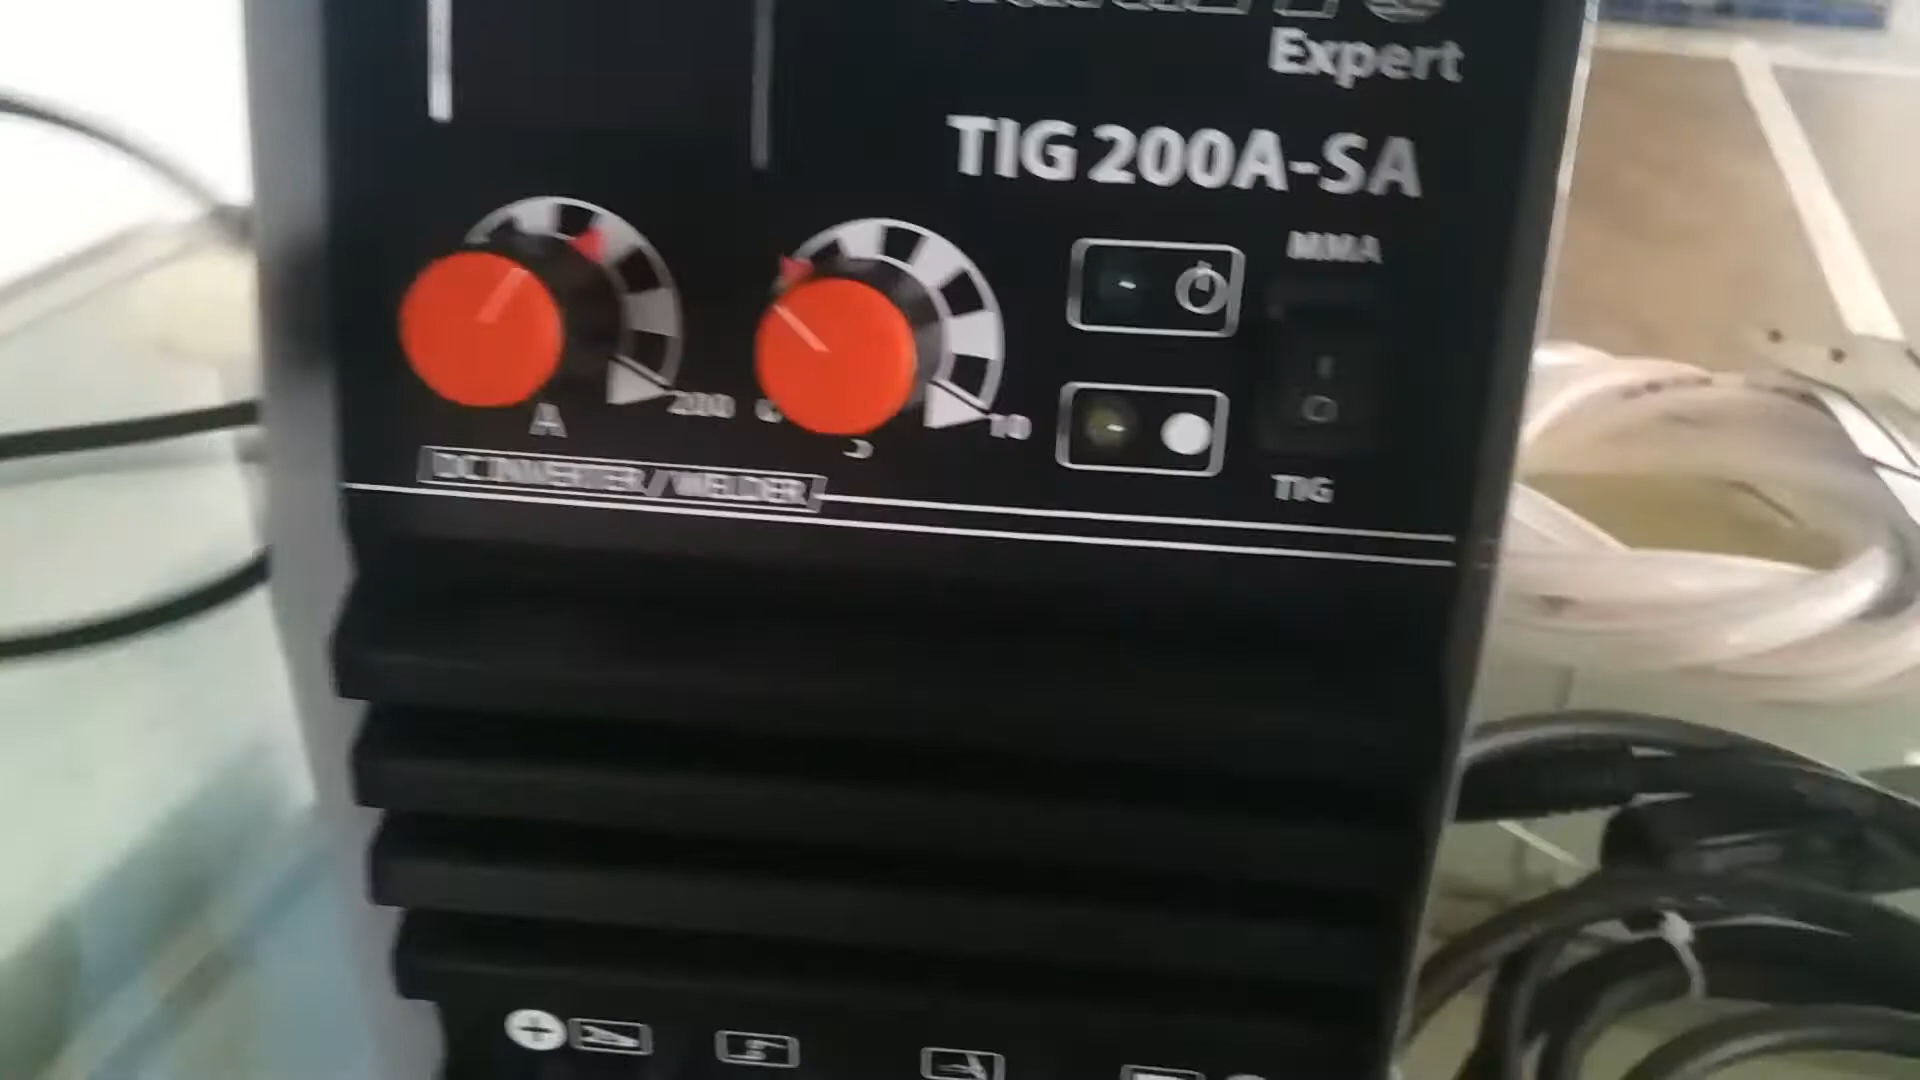 Expert
TIG 200A-SA
MMA
A
200
10
DC INVERTER/WELDER
TIG